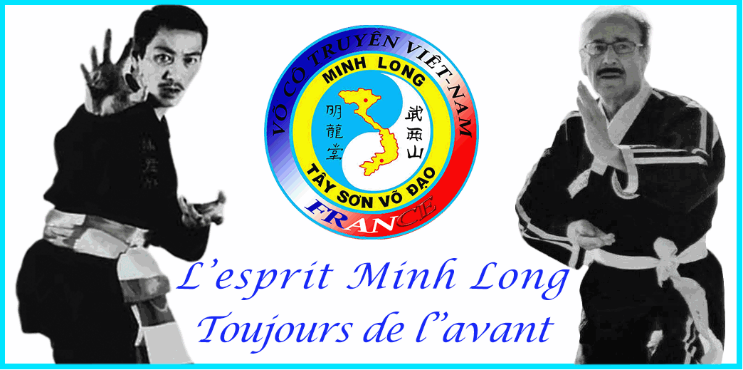 VÕ CỔ TRUYỀN VIỆT-NAM
MINH LONG
明龍堂
武西山
TÂY SƠN VÕ ĐẠO
FRANCE
L'esprit Minh Long
Toujours de l'avant